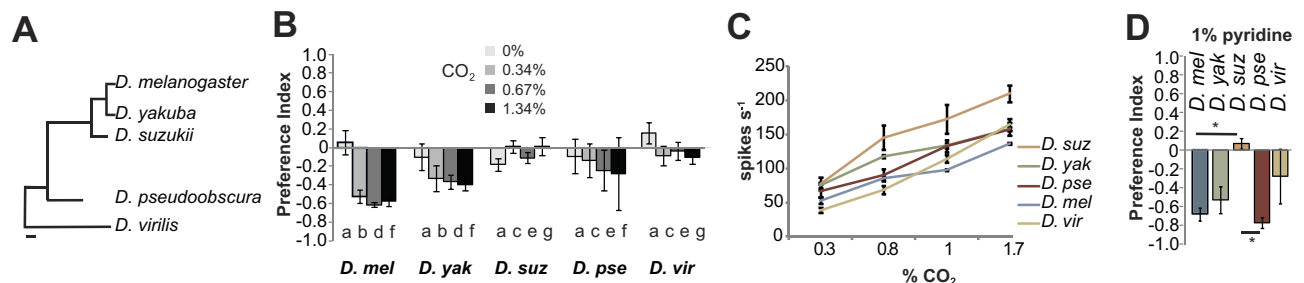 A
D. melanogaster
D. yakuba
D. suzukii
D. pseudoobscura
D. virilis
B
CO2
0%
0.34%
0.67%
1.34%
Preference Index
1.0
0.8
0.6
0.4
0.2
0
-0.2
-0.4
-0.6
-0.8
-1.0
a b d f
a b d f
a c e g
a c e f
a c e g
D. mel
D. yak
D. suz
D. pse
D. vir
C
spikes s-1
250
200
150
100
50
0
0.3
0.8
1
1.7
% CO2
D. suz
D. yak
D. pse
D. mel
D. vir
D
1% pyridine
D. mel
D. yak
D. suz
D. pse
D. vir
Preference Index
1.0
0.8
0.6
0.4
0.2
0
-0.2
-0.4
-0.6
-0.8
-1.0
*
*